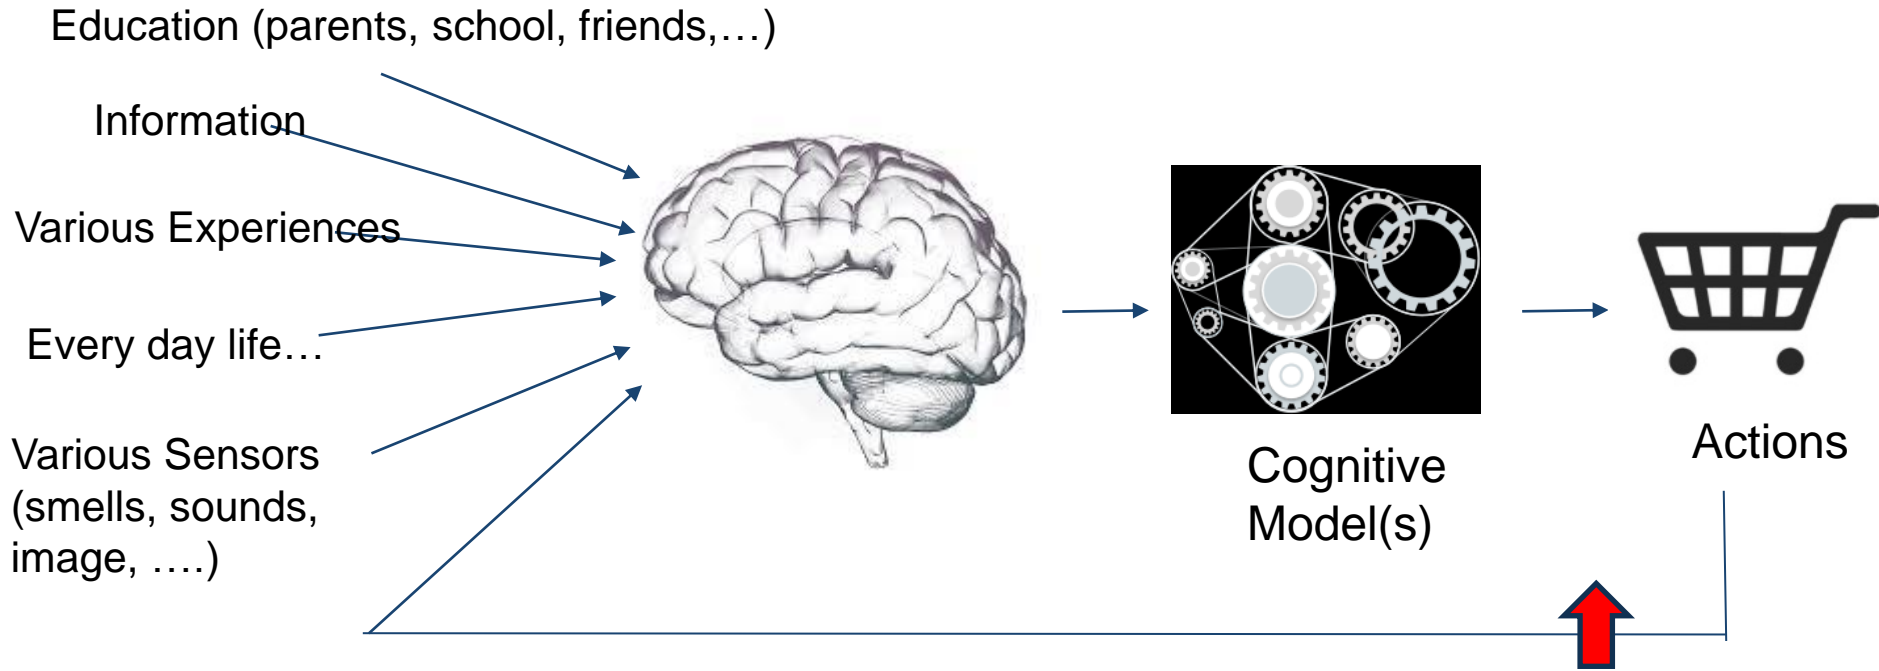 Education (parents, school, friends,…)
Information
Various Experiences
Every day life…
Various Sensors
(smells, sounds,
image, ….)
Cognitive
Model(s)
Actions